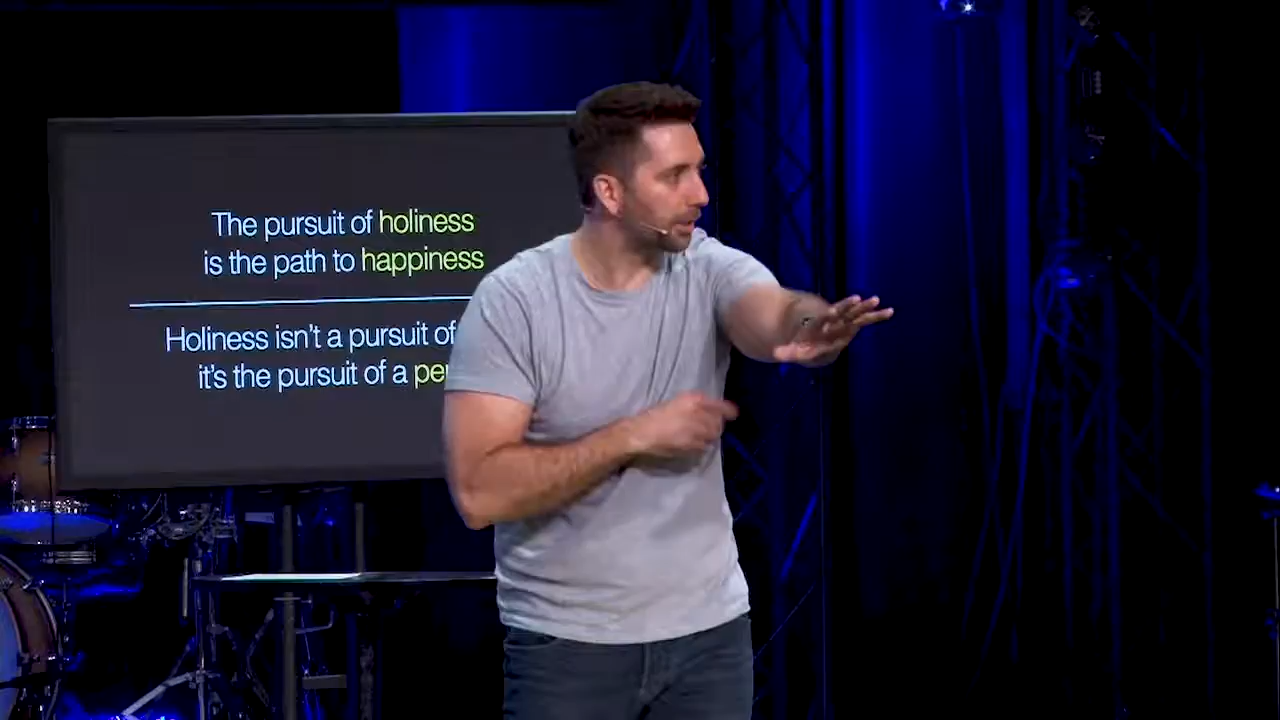 The pursuit of holiness
is the path to happiness
Holiness isn't a pursuit of
it's the pursuit of a